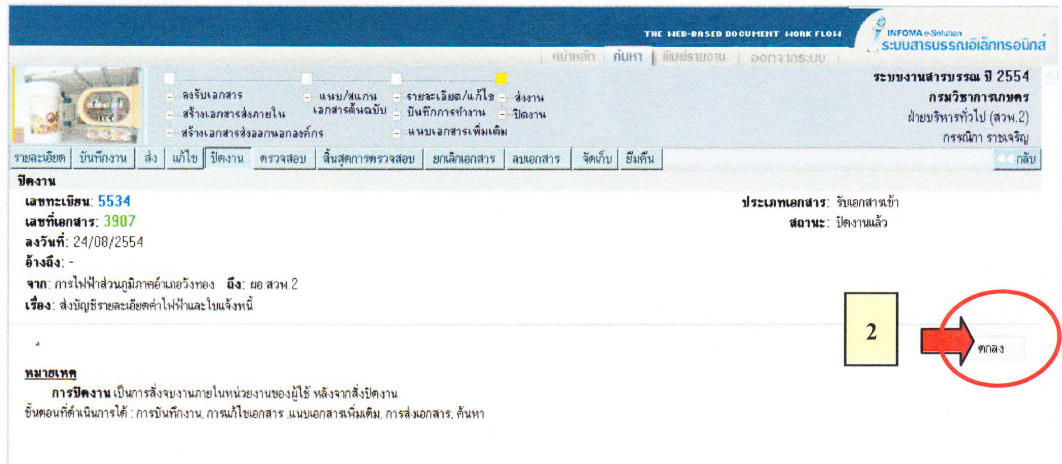 THE WEB-BASED DOCUMENT WORK FLOW
INFOMA e-Solution
ระบบสารบรรณอิเล็กทรอนิกส์
หน้าหลัก | ค้นหา | พิมพ์รายงาน | ออกจากระบบ
ระบบงานสารบรรณ ปี 2554
กรมวิชาการเกษตร
ฝ่ายบริหารทั่วไป (สวพ.2)
กรรณิกา ราชเจริญ
ลงรับเอกสาร
สร้างเอกสารส่งภายใน
สร้างเอกสารส่งออกนอกองค์กร
แนบ/สแกน
เอกสารต้นฉบับ
รายละเอียด/แก้ไข
บันทึกการทำงาน
แนบเอกสารเพิ่มเติม
ส่งงาน
ปิดงาน
รายละเอียด บันทึกงาน ส่ง แก้ไข ปิดงาน ตรวจสอบ สิ้นสุดการตรวจสอบ ยกเลิกเอกสาร ลบเอกสาร จัดเก็บ ยืมคืน กลับ
ปิดงาน
เลขทะเบียน: 5534
ประเภทเอกสาร: รับเอกสารเข้า
เลขที่เอกสาร: 3907
สถานะ: ปิดงานแล้ว
ลงวันที่: 24/08/2554
อ้างถึง: -
จาก: การไฟฟ้าส่วนภูมิภาคอำเภอวังทอง ถึง: ผอ สวพ.2
เรื่อง: ส่งบัญชีรายละเอียดค่าไฟฟ้าและใบแจ้งหนี้
2
ตกลง
หมายเหตุ
การปิดงาน เป็นการสั่งจบงานภายในหน่วยงานของผู้ใช้ หลังจากสั่งปิดงาน
ขั้นตอนที่ดำเนินการได้ : การบันทึกงาน, การแก้ไขเอกสาร ,แนบเอกสารเพิ่มเติม, การส่งเอกสาร, ค้นหา